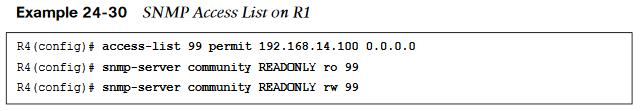 Example 24-30 SNMP Access List on R1
R4(config)# access-list 99 permit 192.168.14.100 0.0.0.0
R4(config)# snmp-server community READONLY ro 99
R4(config)# snmp-server community READONLY rw 99